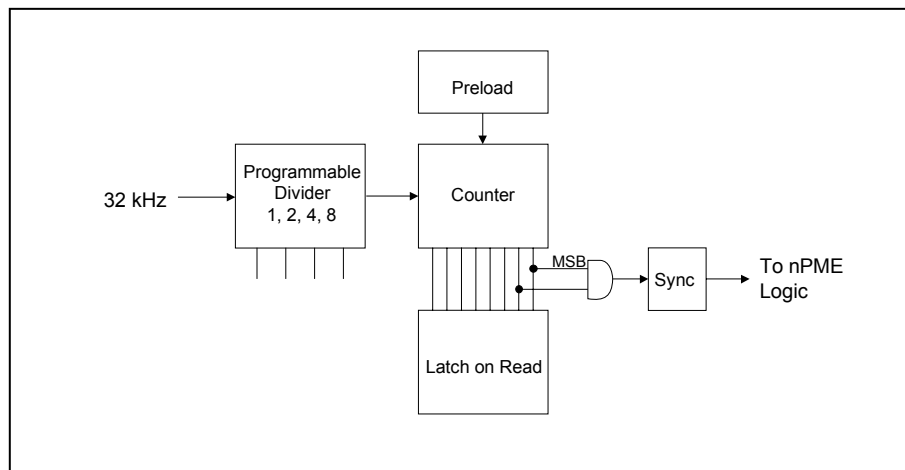 Preload
32 kHz
Programmable
Divider
1, 2, 4, 8
Counter
MSB
Sync
To nPME
Logic
Latch on Read